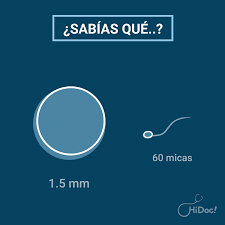 ¿SABÍAS QUÉ..?
60 micas
1.5 mm
HiDoc!